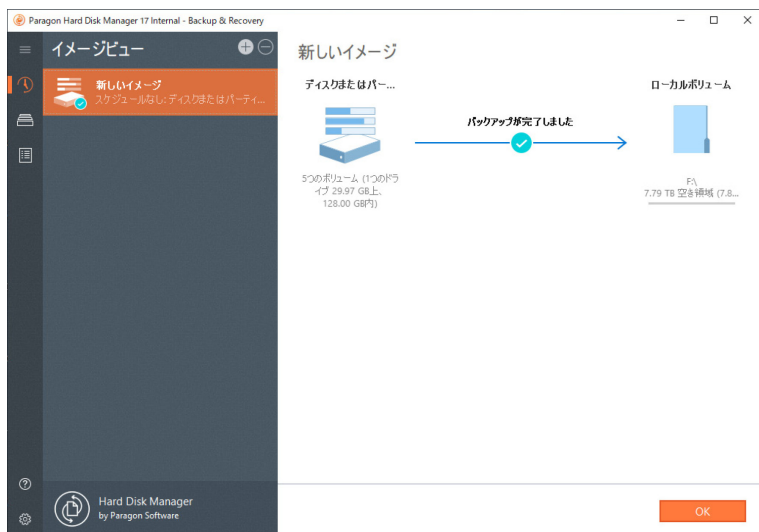 Paragon Hard Disk Manager 17 Internal - Backup & Recovery
イメージビュー
新しいイメージ
スケジュールなし: ディスクまたはパーティ...
Hard Disk Manager
by Paragon Software
新しいイメージ
ディスクまたはパー...
5つのボリューム (1つのドラ
イブ 29.97 GB上、
128.00 GB内)
バックアップが完了しました
ローカルボリューム
F:\
7.79 TB 空き領域 (7.8...
OK